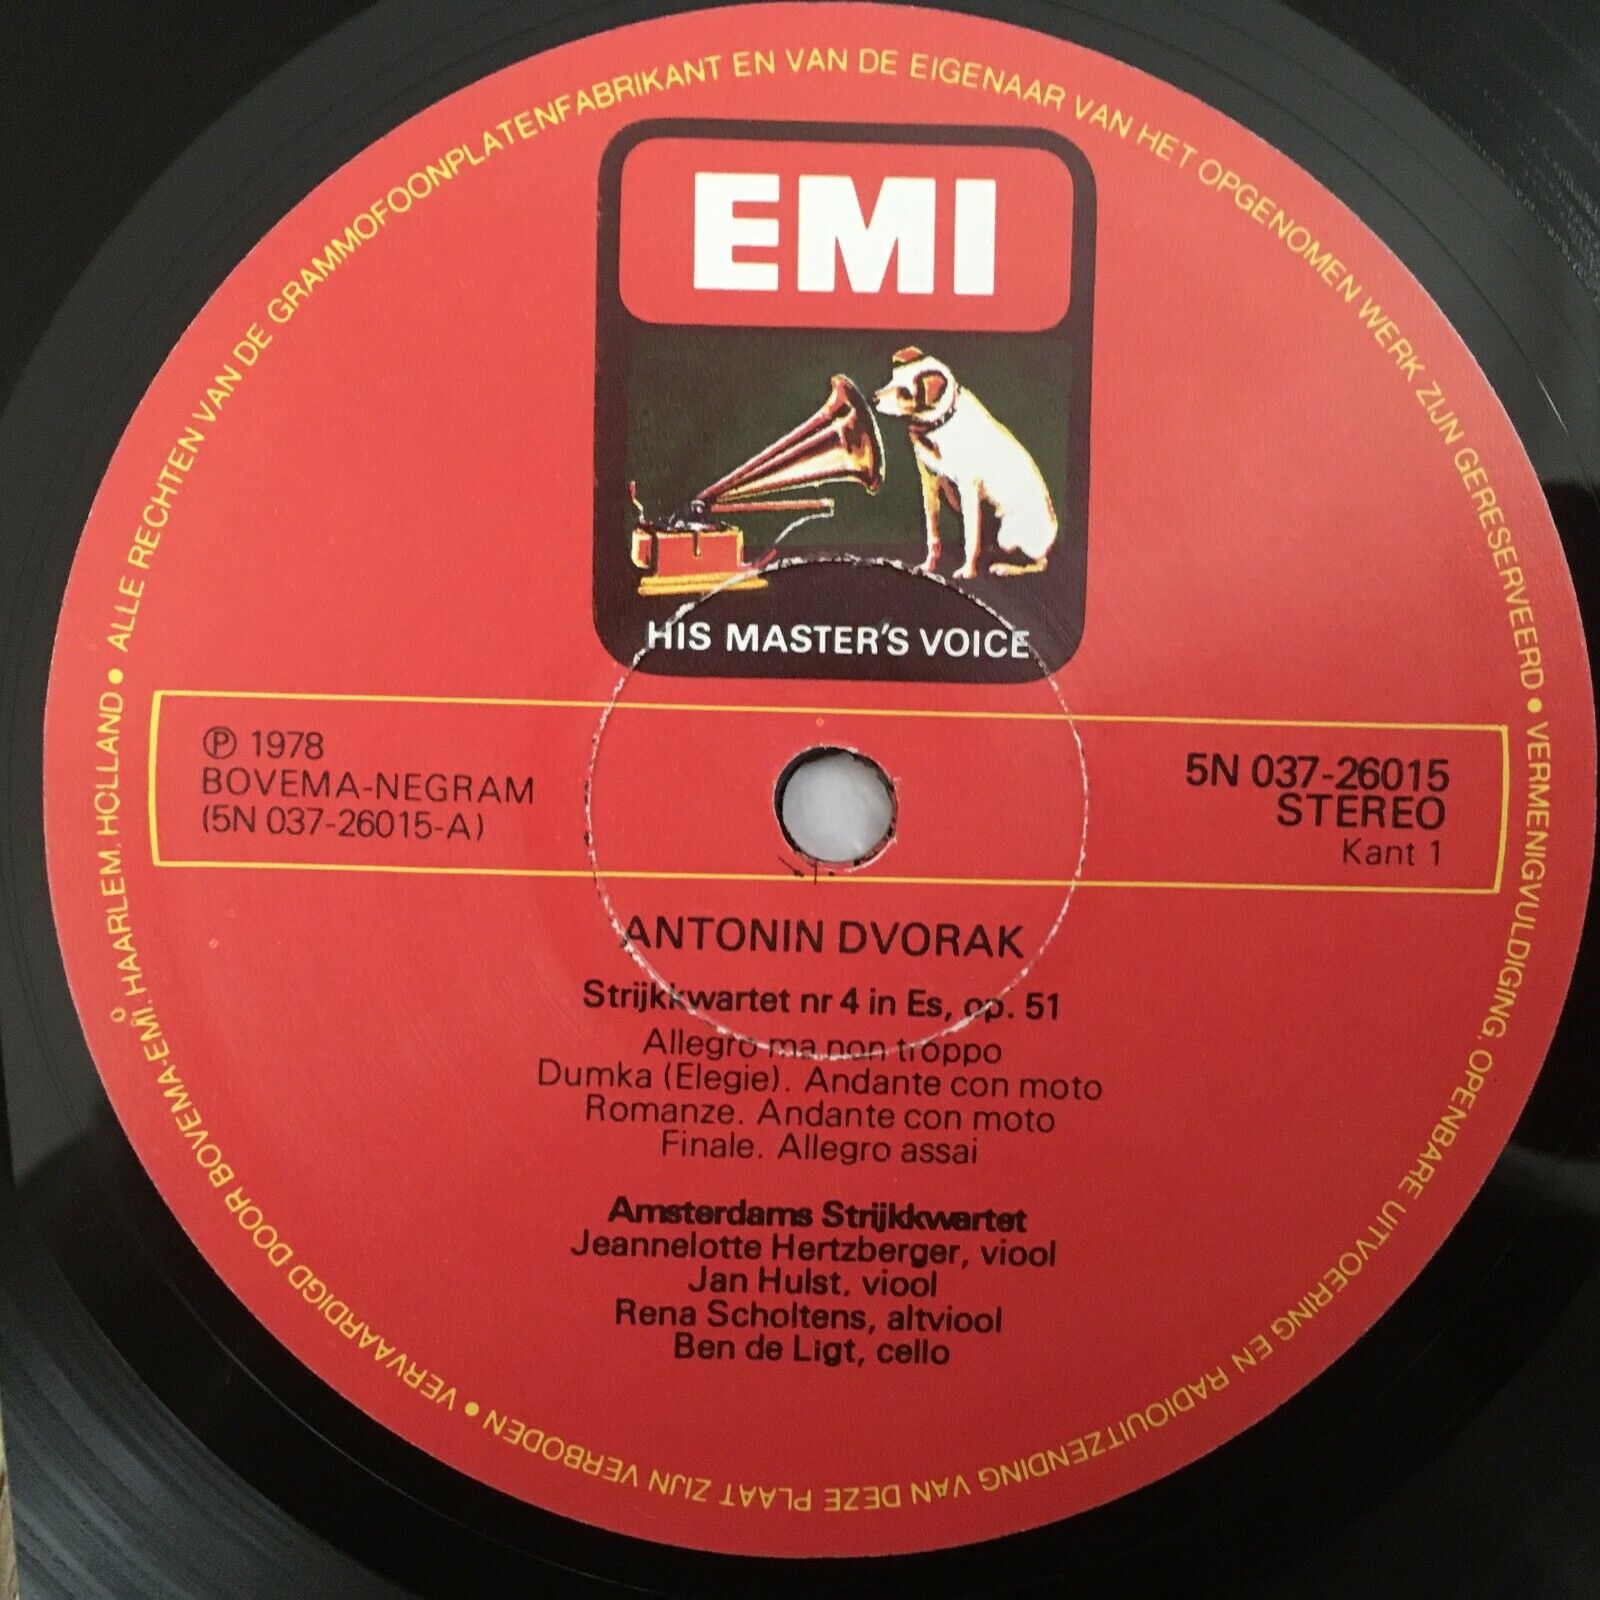 EMI
HIS MASTER'S VOICE
℗ 1978
BOVEMA-NEGRAM
(5N 037-26015-A)
5N 037-26015
STEREO
Kant 1
ANTONIN DVORAK
Strijkkwartet nr 4 in Es, op. 51
Allegro ma non troppo
Dumka (Elegie). Andante con moto
Romanze. Andante con moto
Finale. Allegro assai
Amsterdams Strijkkwartet
Jeannelotte Hertzberger, viool
Jan Hulst, viool
Rena Scholtens, altviool
Ben de Ligt, cello
• ALLE RECHTEN VAN DE GRAMMOFOONPLATENFABRIKANT EN VAN DE EIGENAAR VAN HET OPGENOMEN WERK ZIJN GERESERVEERD • VERMENIGVULDIGING, OPENBARE UITVOERING EN RADIOUITZENDING VAN DEZE PLAAT ZIJN VERBODEN • VERVAARDIGD DOOR BOVEMA-EMI, HAARLEM, HOLLAND